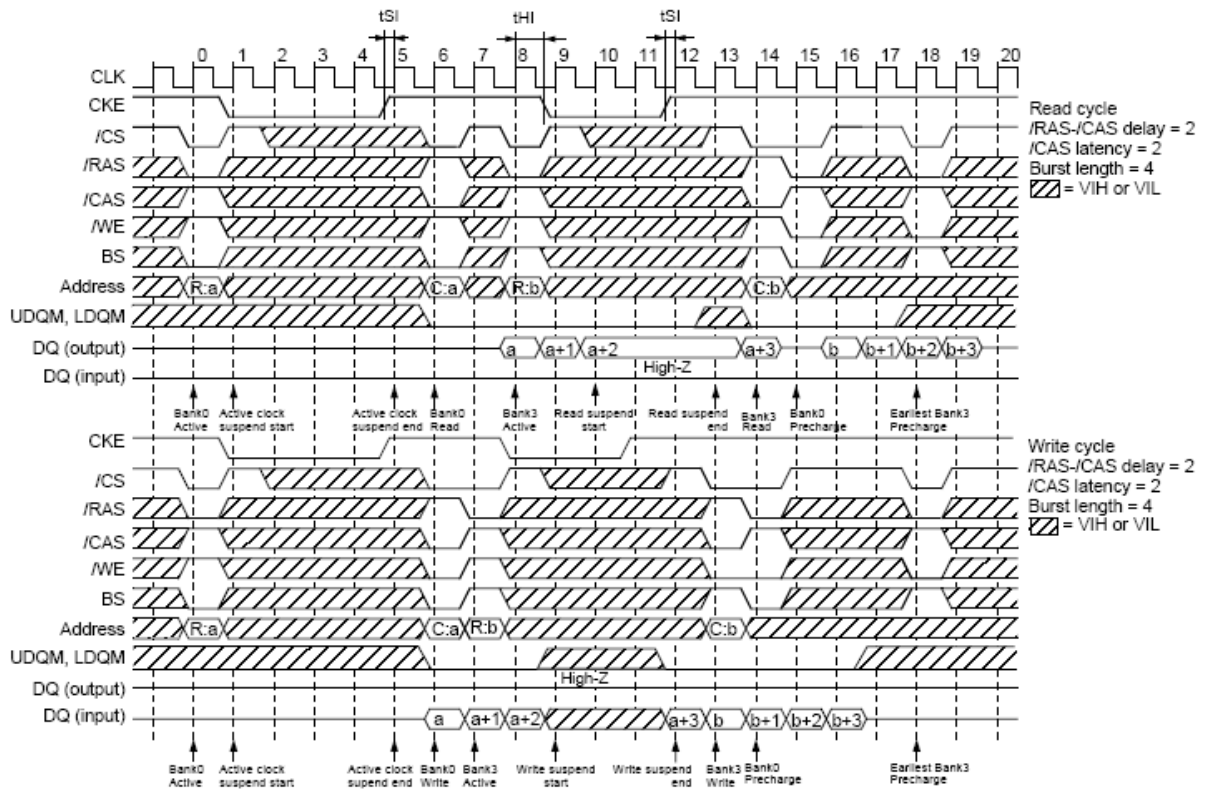 tSI tHI tSI
0 1 2 3 4 5 6 7 8 9 10 11 12 13 14 15 16 17 18 19 20
CLK
CKE
/CS
/RAS
/CAS
/WE
BS
Address R:a C:a R:b C:b
UDQM, LDQM
DQ (output) a a+1 a+2 a+3 b b+1 b+2 b+3
High-Z
DQ (input)
Bank0 Active
Active clock suspend start
Active clock suspend end
Bank0 Read
Bank3 Active
Read suspend start
Read suspend end
Bank3 Read
Bank0 Precharge
Earliest Bank3 Precharge
Read cycle
/RAS-/CAS delay = 2
/CAS latency = 2
Burst length = 4
= VIH or VIL
CKE
/CS
/RAS
/CAS
/WE
BS
Address R:a C:a R:b C:b
UDQM, LDQM
High-Z
DQ (output)
DQ (input) a a+1 a+2 a+3 b b+1 b+2 b+3
Bank0 Active
Active clock suspend start
Active clock supend end
Bank0 Write
Bank3 Active
Write suspend start
Write suspend end
Bank3 Write
Bank0 Precharge
Earliest Bank3 Precharge
Write cycle
/RAS-/CAS delay = 2
/CAS latency = 2
Burst length = 4
= VIH or VIL